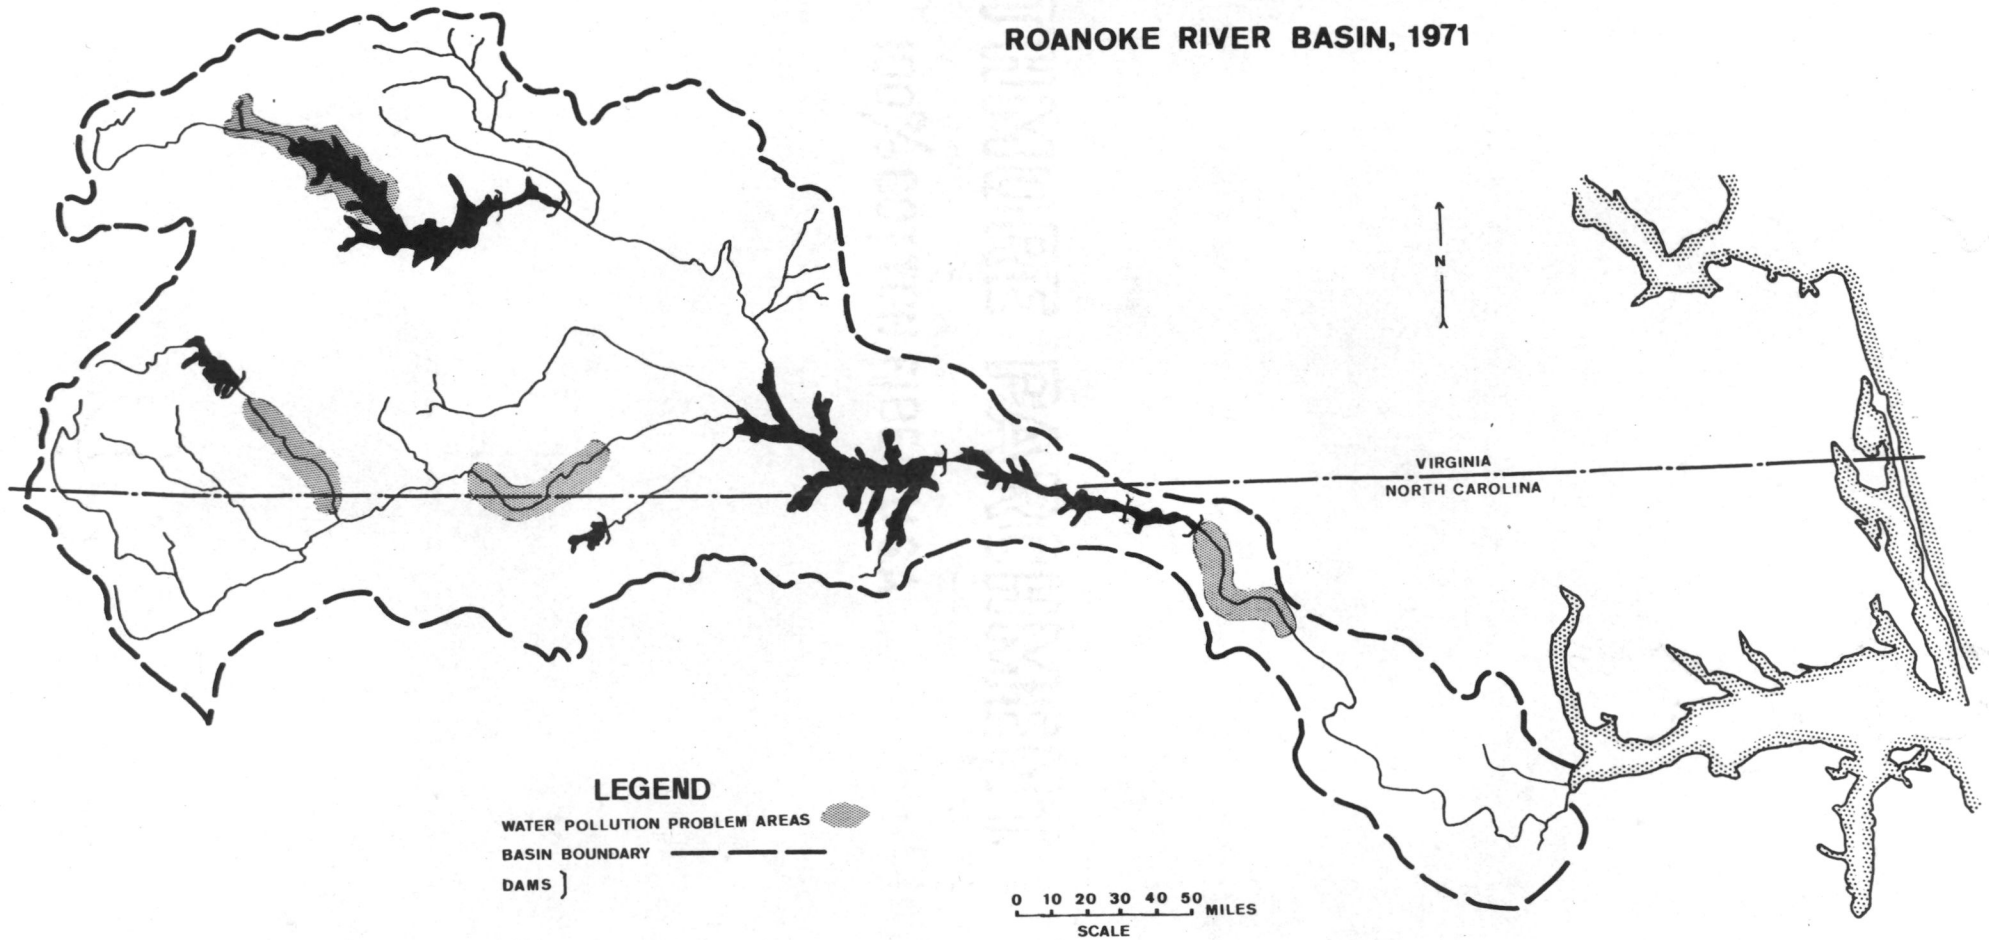 ROANOKE RIVER BASIN, 1971
N
VIRGINIA
NORTH CAROLINA
LEGEND
WATER POLLUTION PROBLEM AREAS
BASIN BOUNDARY
DAMS
0 10 20 30 40 50 MILES
SCALE